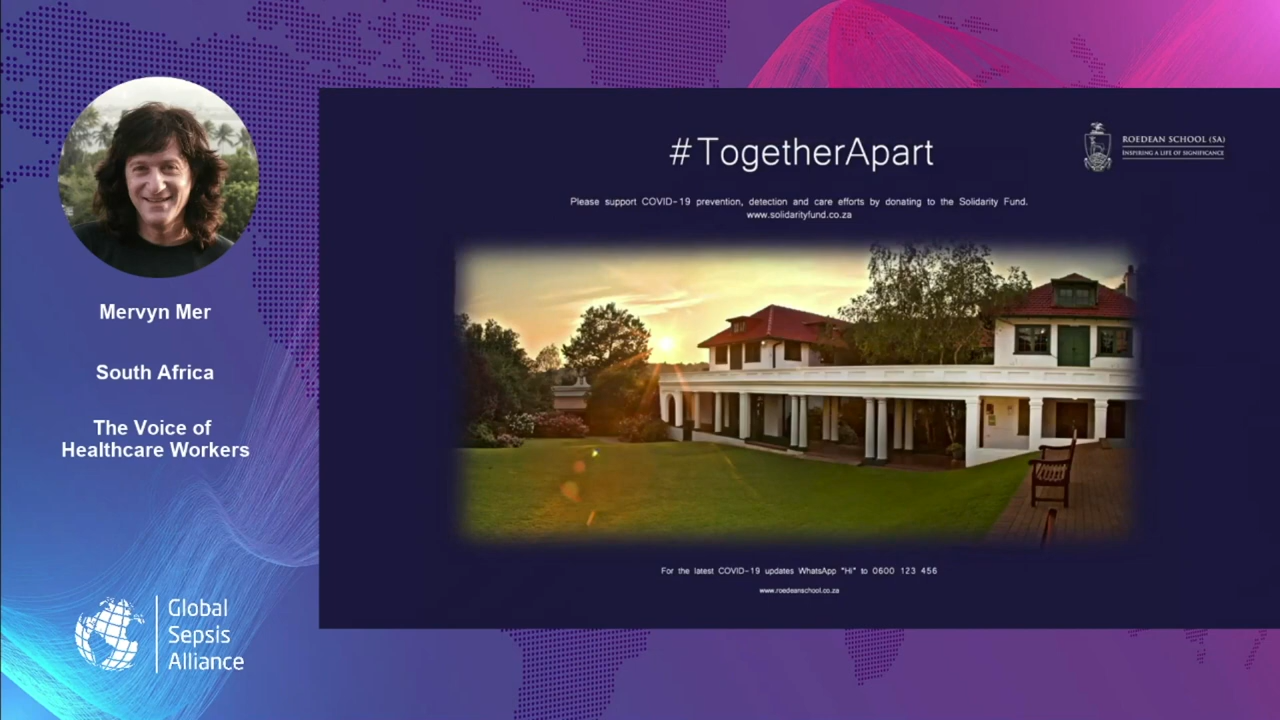 Mervyn Mer
South Africa
The Voice of
Healthcare Workers
Global
Sepsis
Alliance
#TogetherApart
ROEDEAN SCHOOL (SA)
INSPIRING A LIFE OF SIGNIFICANCE
Please support COVID-19 prevention, detection and care efforts by donating to the Solidarity Fund.
www.solidarityfund.co.za
For the latest COVID-19 updates WhatsApp "Hi" to 0600 123 456
www.roedeanschool.co.za